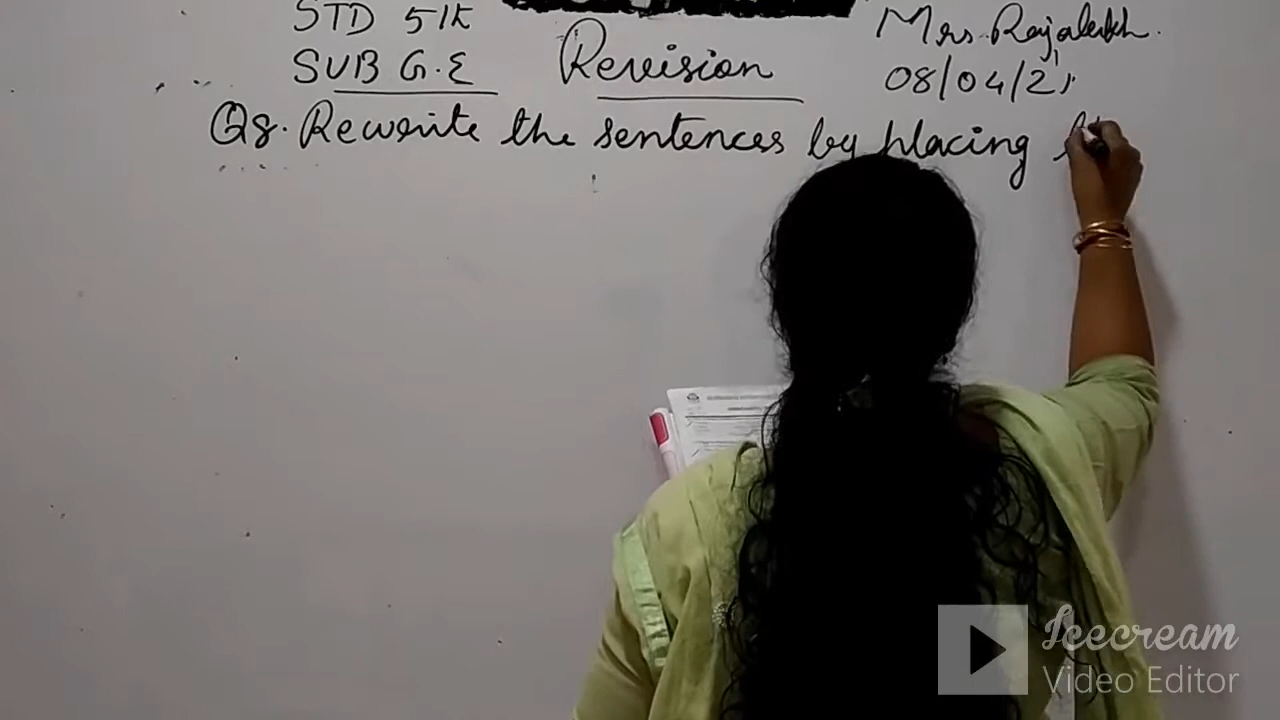 STD 5th
Mrs. Rajalekh.
SUB G.E
Revision
08/04/21
Q8. Rewrite the sentences by placing
Icecream
Video Editor